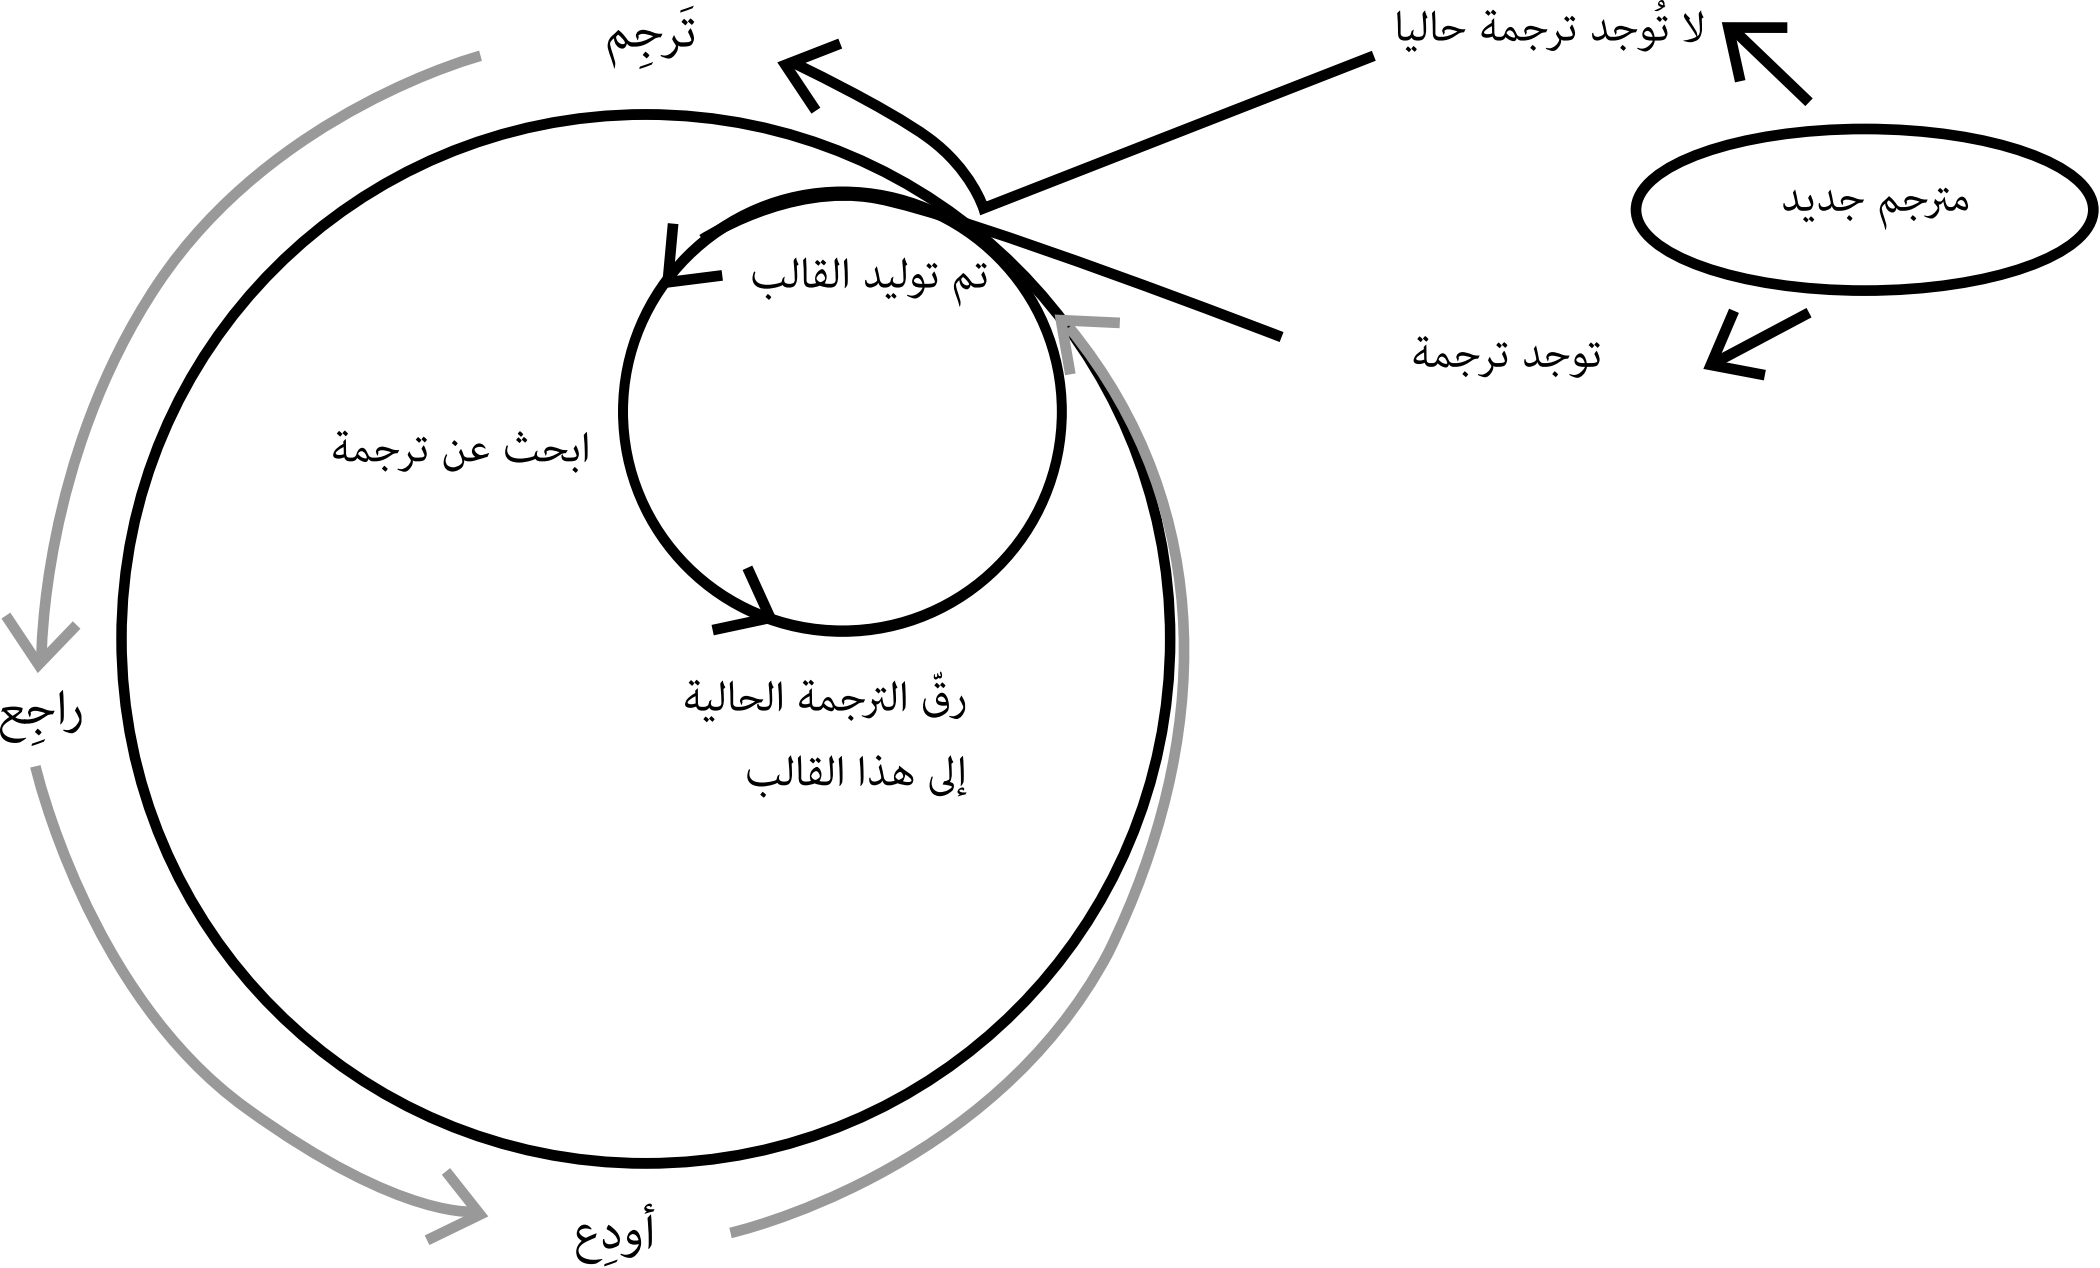 لا تُوجد ترجمة حاليا
تَرجِم
مترجم جديد
تم توليد القالب
توجد ترجمة
ابحث عن ترجمة
رقّ الترجمة الحالية
إلى هذا القالب
راجِع
أودِع